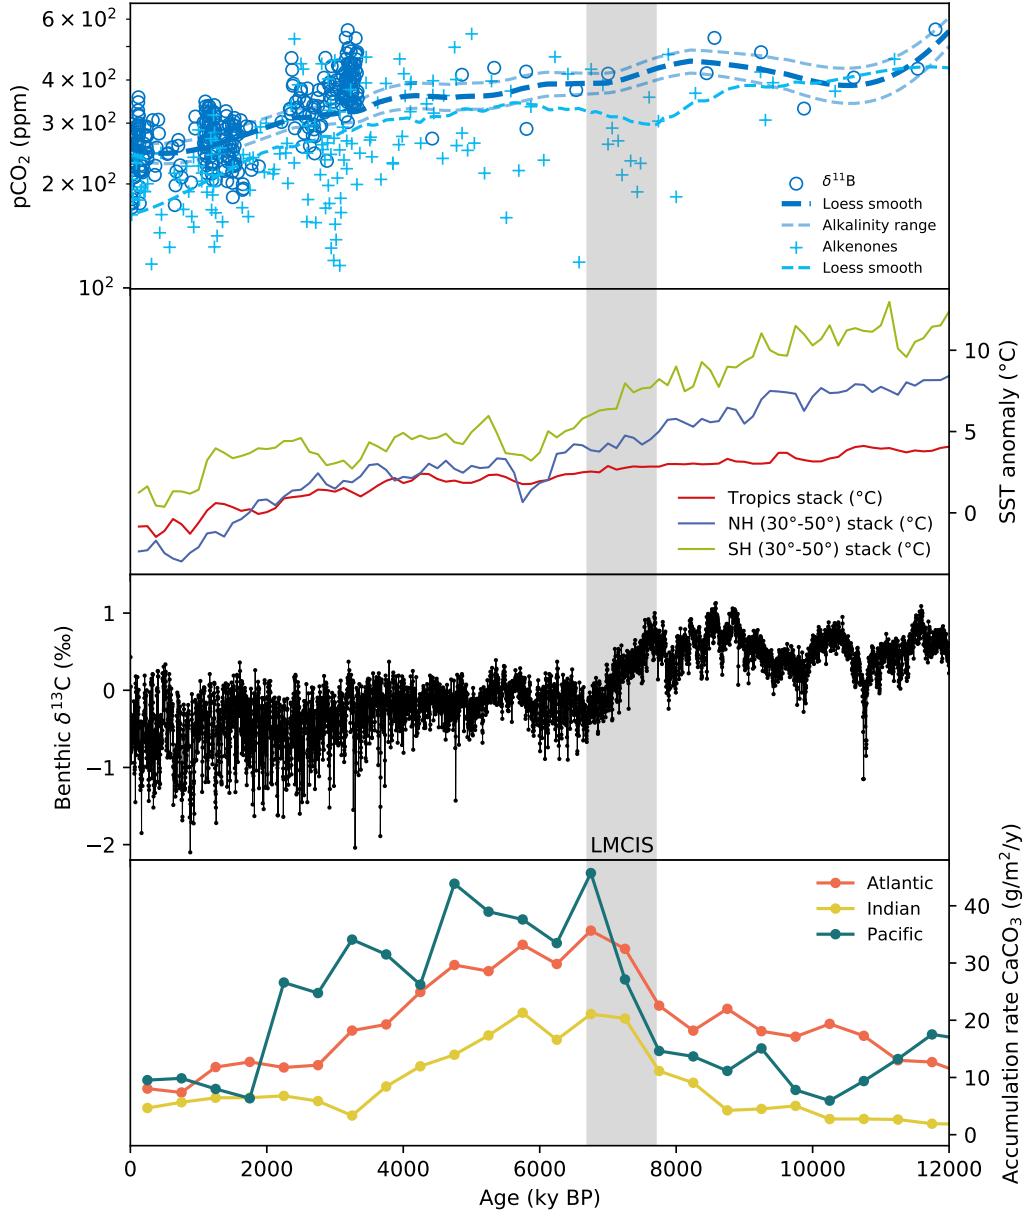 6 × 10²
4 × 10²
3 × 10²
2 × 10²
10²
pCO₂ (ppm)
δ¹¹B
Loess smooth
Alkalinity range
Alkenones
Loess smooth
10
5
0
SST anomaly (°C)
Tropics stack (°C)
NH (30°-50°) stack (°C)
SH (30°-50°) stack (°C)
1
0
−1
−2
Benthic δ¹³C (‰)
LMCIS
Atlantic
Indian
Pacific
40
30
20
10
0
Accumulation rate CaCO₃ (g/m²/y)
0 2000 4000 6000 8000 10000 12000
Age (ky BP)